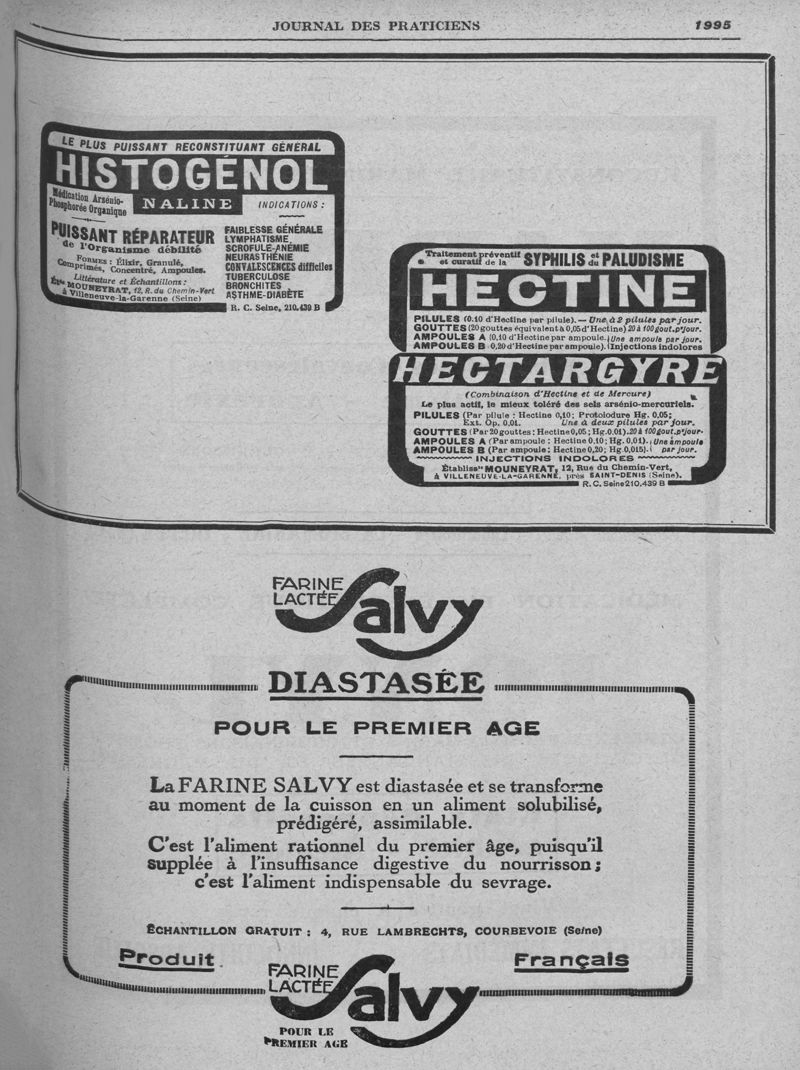 JOURNAL DES PRATICIENS
1995
LE PLUS PUISSANT RECONSTITUANT GÉNÉRAL
HISTOGÉNOL
Médication Arsénio-
Phosphorée Organique
NALINE
PUISSANT RÉPARATEUR
de l'Organisme débilité
FORMES : Élixir, Granulé,
Comprimés, Concentré, Ampoules.
Littérature et Échantillons :
Éts MOUNEYRAT, 12, R. du Chemin-Vert
à Villeneuve-la-Garenne (Seine)
INDICATIONS :
FAIBLESSE GÉNÉRALE
LYMPHATISME
SCROFULE-ANÉMIE
NEURASTHÉNIE
CONVALESCENCES difficiles
TUBERCULOSE
BRONCHITES
ASTHME-DIABÈTE
R. C. Seine, 210.439 B
Traitement préventif
et curatif de la SYPHILIS et du PALUDISME
HECTINE
PILULES (0.10 d'Hectine par pilule). — Une à 2 pilules par jour.
GOUTTES (20 gouttes équivalent à 0,05 d'Hectine) 20 à 100 gout. p^r jour.
AMPOULES A (0,10 d'Hectine par ampoule.) Une ampoule par jour.
AMPOULES B 0,20 d'Hectine par ampoule). Injections indolores
HECTARGYRE
(Combinaison d'Hectine et de Mercure)
Le plus actif, le mieux toléré des sels arsénio-mercuriels.
PILULES (Par pilule : Hectine 0,10; Protoiodure Hg. 0,05;
Ext. Op. 0,01. Une à deux pilules par jour.
GOUTTES (Par 20 gouttes : Hectine 0,05; Hg. 0,01). 20 à 100 gout. p^r jour.
AMPOULES A (Par ampoule : Hectine 0.10; Hg. 0,01). Une ampoule
AMPOULES B (Par ampoule : Hectine 0,20; Hg. 0,015). par jour.
INJECTIONS INDOLORES
Établiss^ts MOUNEYRAT, 12, Rue du Chemin-Vert,
à VILLENEUVE-LA-GARENNE, près SAINT-DENIS (Seine).
R. C. Seine 210.439 B
FARINE
LACTÉE
Salvy
DIASTASÉE
POUR LE PREMIER AGE
La FARINE SALVY est diastasée et se transforme
au moment de la cuisson en un aliment solubilisé,
prédigéré, assimilable.
C'est l'aliment rationnel du premier âge, puisqu'il
supplée à l'insuffisance digestive du nourrisson ;
c'est l'aliment indispensable du sevrage.
ÉCHANTILLON GRATUIT : 4, RUE LAMBRECHTS, COURBEVOIE (Seine)
Produit
Français
FARINE
LACTÉE
Salvy
POUR LE
PREMIER AGE